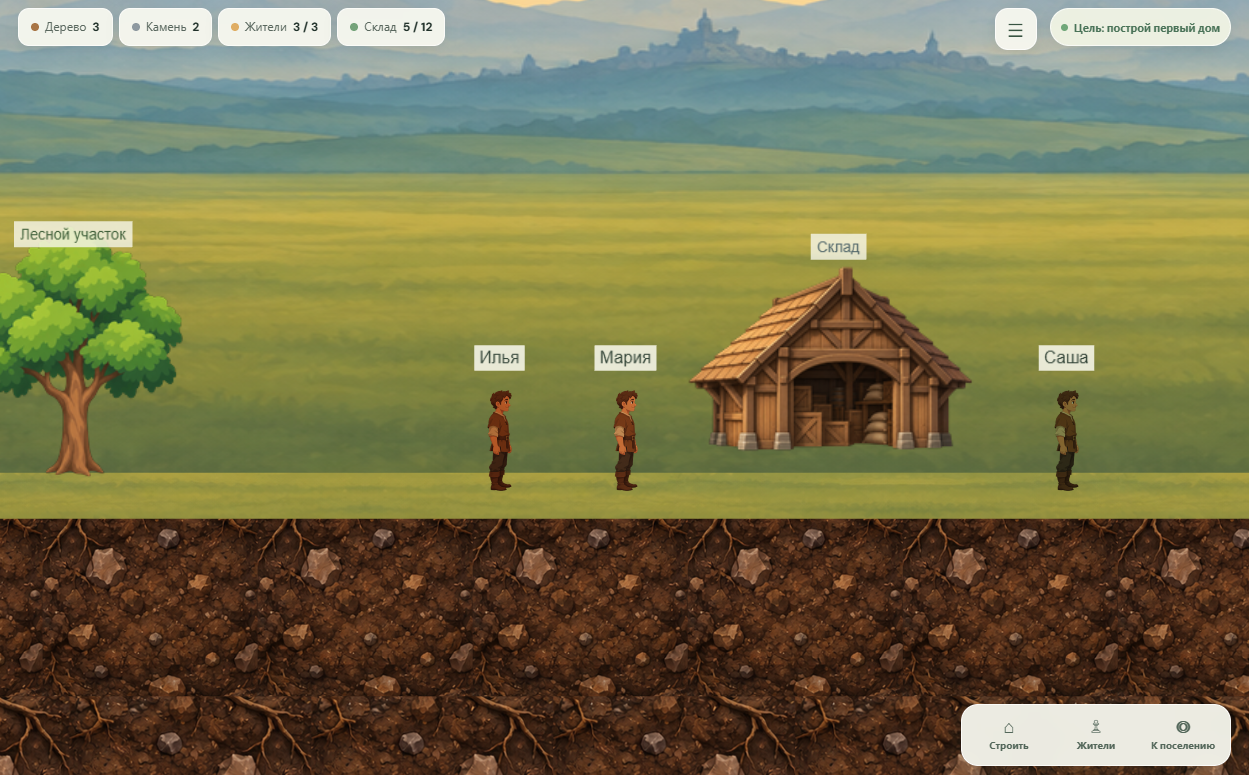 Дерево 3
Камень 2
Жители 3 / 3
Склад 5 / 12
Цель: построй первый дом
Лесной участок
Склад
Илья
Мария
Саша
Строить
Жители
К поселению